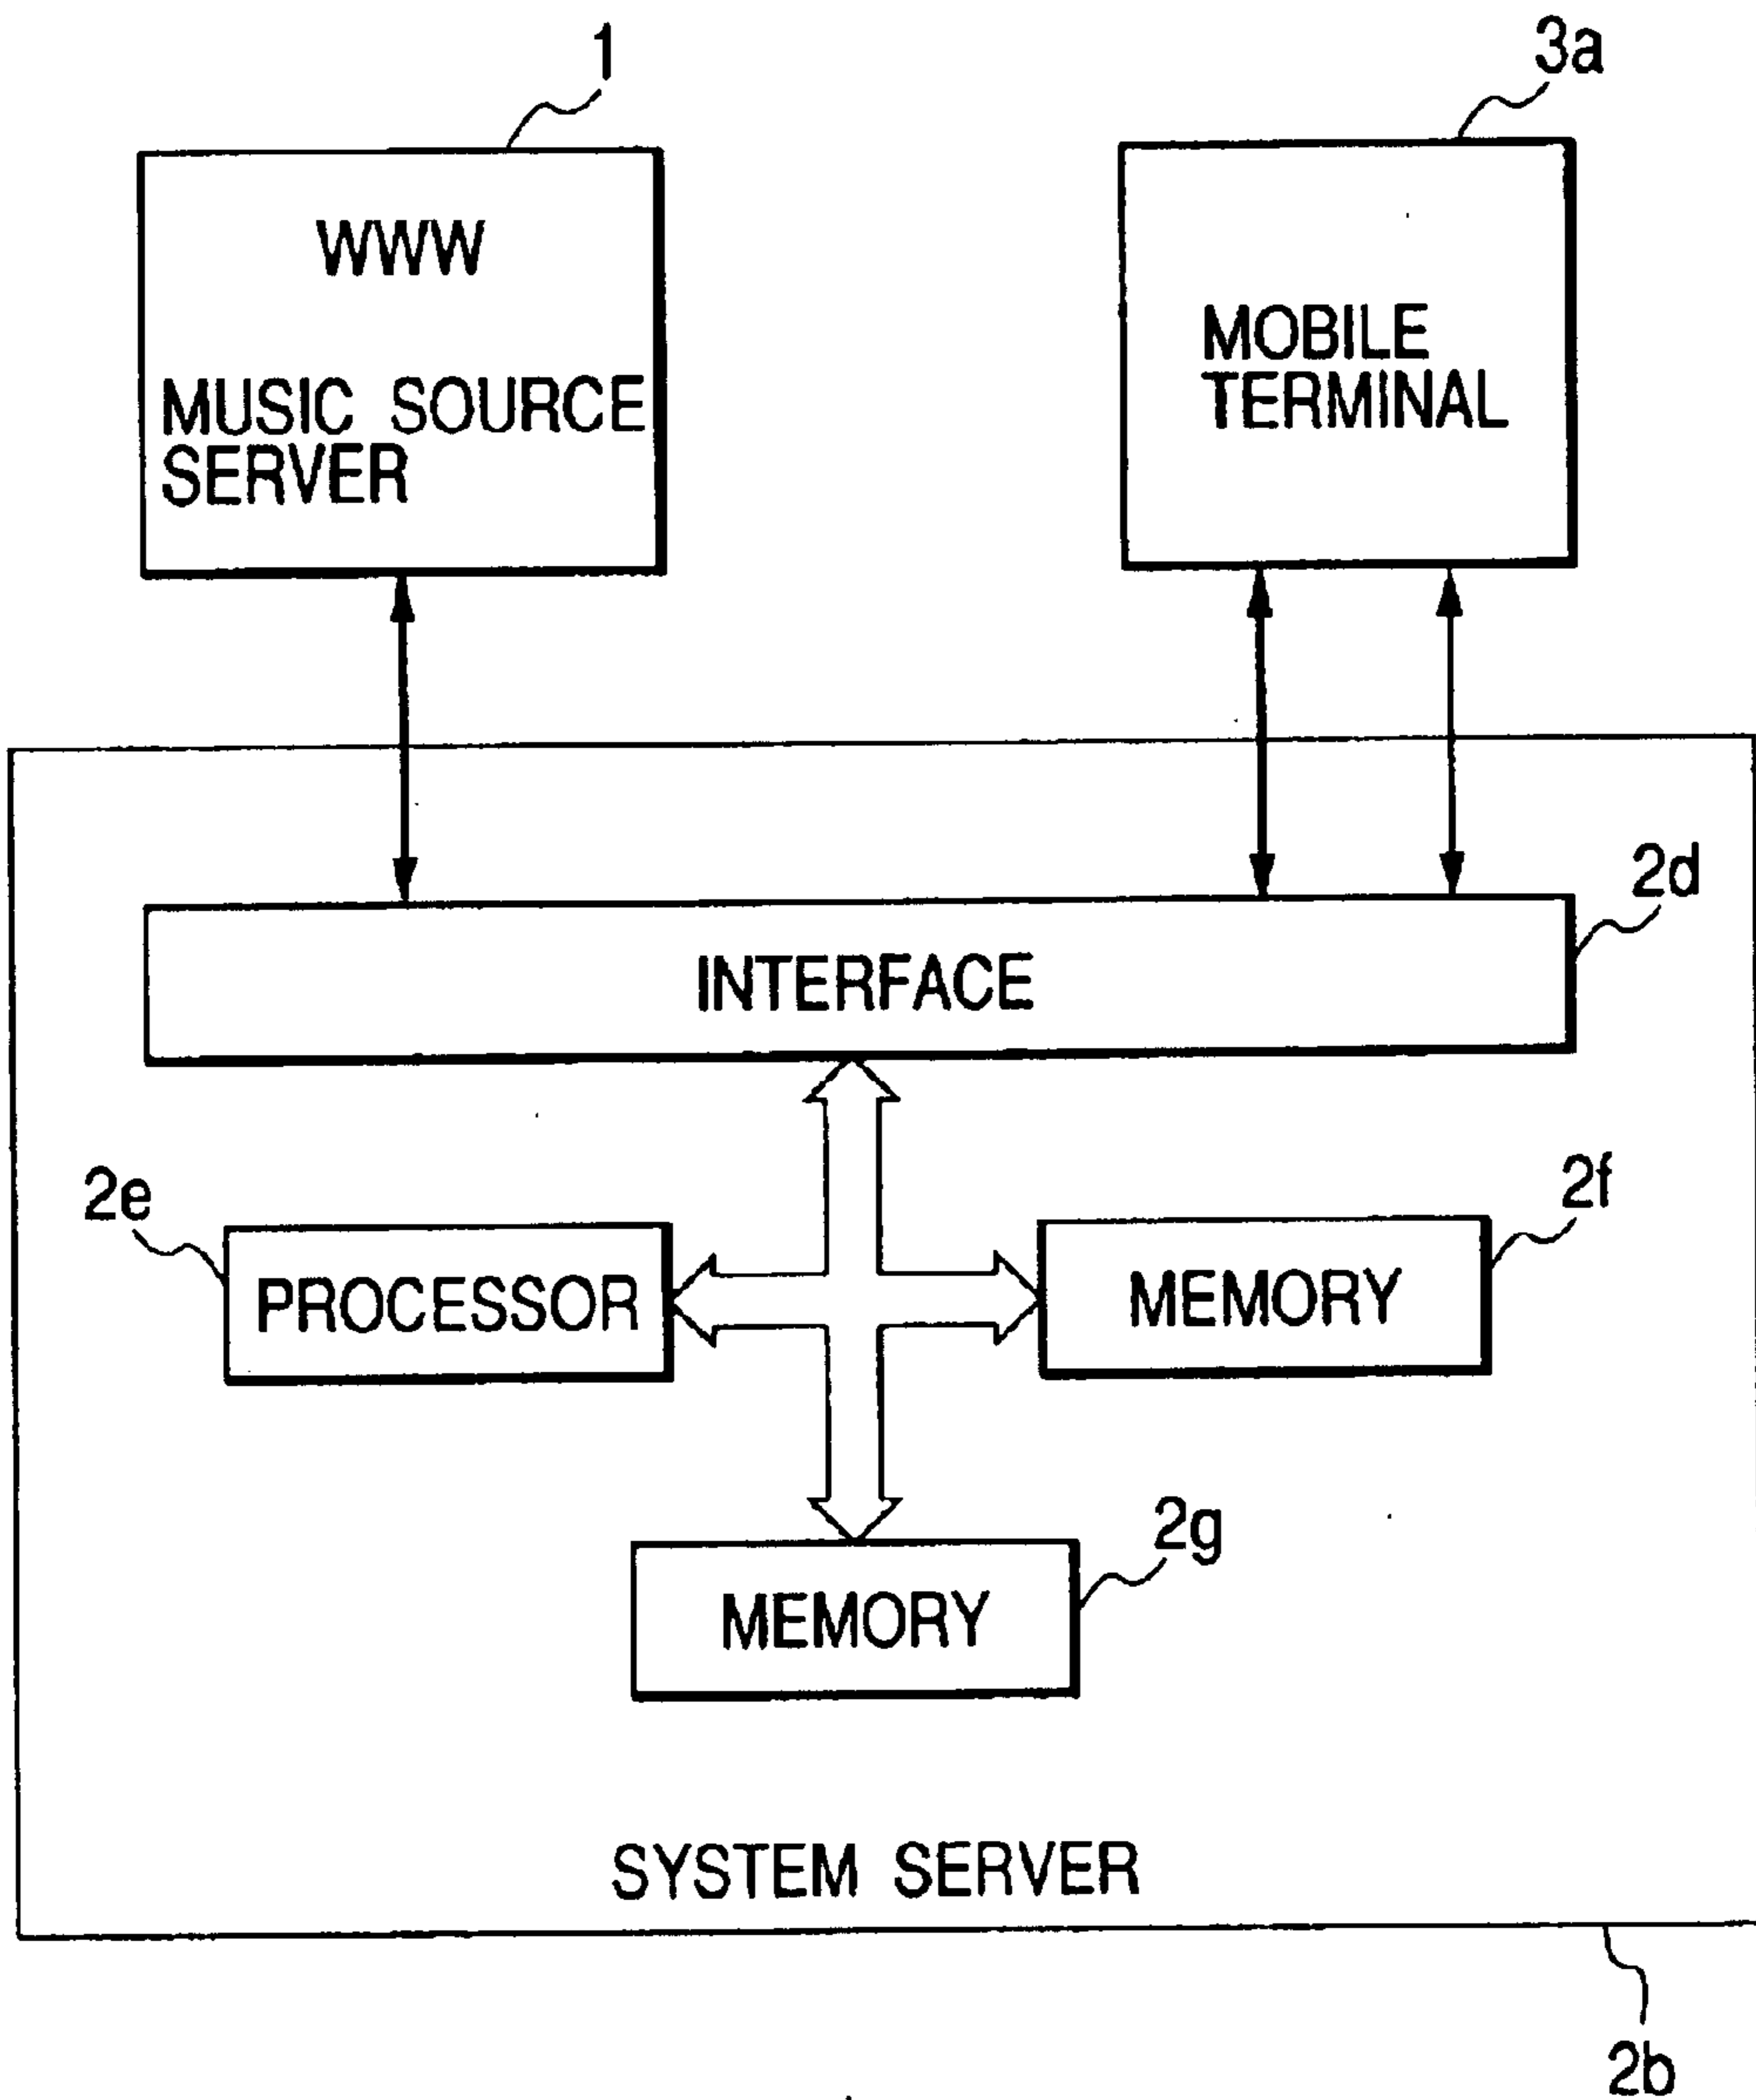 1
3a
WWW
MUSIC SOURCE
SERVER
MOBILE
TERMINAL
2d
INTERFACE
2e
2f
PROCESSOR
MEMORY
2g
MEMORY
SYSTEM SERVER
2b